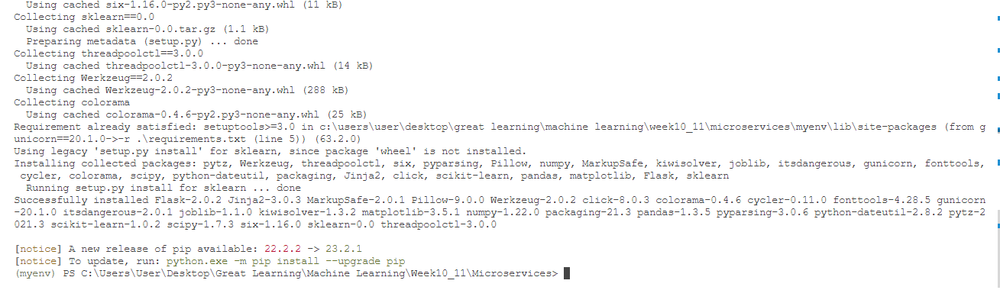 Using cached six-1.16.0-py2.py3-none-any.whl (11 kB)
Collecting sklearn==0.0
Using cached sklearn-0.0.tar.gz (1.1 kB)
Preparing metadata (setup.py) ... done
Collecting threadpoolctl==3.0.0
Using cached threadpoolctl-3.0.0-py3-none-any.whl (14 kB)
Collecting Werkzeug==2.0.2
Using cached Werkzeug-2.0.2-py3-none-any.whl (288 kB)
Collecting colorama
Using cached colorama-0.4.6-py2.py3-none-any.whl (25 kB)
Requirement already satisfied: setuptools>=3.0 in c:\users\user\desktop\great learning\machine learning\week10_11\microservices\myenv\lib\site-packages (from g
unicorn==20.1.0->-r .\requirements.txt (line 5)) (63.2.0)
Using legacy 'setup.py install' for sklearn, since package 'wheel' is not installed.
Installing collected packages: pytz, Werkzeug, threadpoolctl, six, pyparsing, Pillow, numpy, MarkupSafe, kiwisolver, joblib, itsdangerous, gunicorn, fonttools,
cycler, colorama, scipy, python-dateutil, packaging, Jinja2, click, scikit-learn, pandas, matplotlib, Flask, sklearn
Running setup.py install for sklearn ... done
Successfully installed Flask-2.0.2 Jinja2-3.0.3 MarkupSafe-2.0.1 Pillow-9.0.0 Werkzeug-2.0.2 click-8.0.3 colorama-0.4.6 cycler-0.11.0 fonttools-4.28.5 gunicorn
-20.1.0 itsdangerous-2.0.1 joblib-1.1.0 kiwisolver-1.3.2 matplotlib-3.5.1 numpy-1.22.0 packaging-21.3 pandas-1.3.5 pyparsing-3.0.6 python-dateutil-2.8.2 pytz-2
021.3 scikit-learn-1.0.2 scipy-1.7.3 six-1.16.0 sklearn-0.0 threadpoolctl-3.0.0
[notice] A new release of pip available: 22.2.2 -> 23.2.1
[notice] To update, run: python.exe -m pip install --upgrade pip
(myenv) PS C:\Users\User\Desktop\Great Learning\Machine Learning\Week10_11\Microservices>